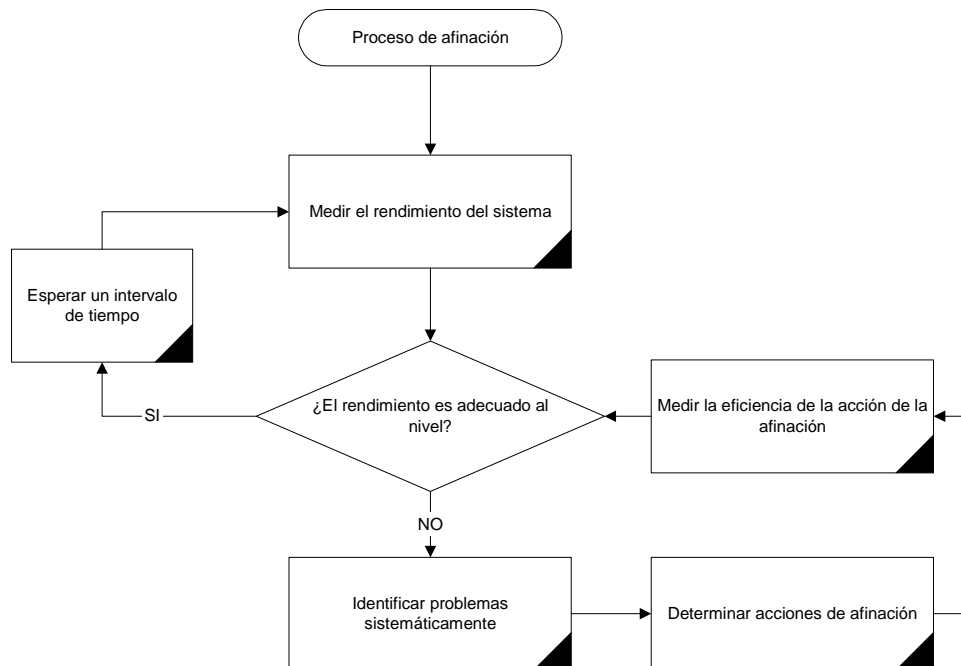 Proceso de afinación
Medir el rendimiento del sistema
Esperar un intervalo
de tiempo
¿El rendimiento es adecuado al
nivel?
Medir la eficiencia de la acción de la
afinación
SI
NO
Identificar problemas
sistemáticamente
Determinar acciones de afinación